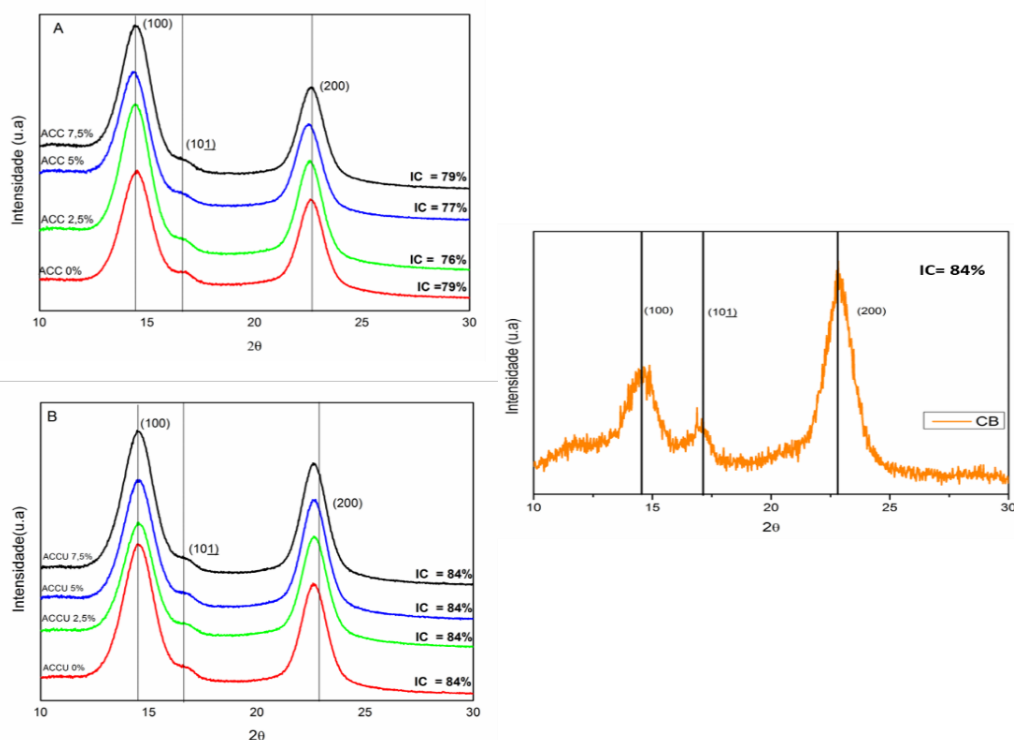 A
(100)
(200)
(101)
ACC 7,5%
ACC 5%
ACC 2,5%
ACC 0%
IC = 79%
IC = 77%
IC = 76%
IC =79%
Intensidade (u.a)
10 15 20 25 30
2θ
B
(100)
(200)
(101)
ACCU 7,5%
ACCU 5%
ACCU 2,5%
ACCU 0%
IC = 84%
IC = 84%
IC = 84%
IC = 84%
Intensidade(u.a)
10 15 20 25 30
2θ
IC= 84%
(100)
(101)
(200)
CB
Intensidade (u.a)
10 15 20 25 30
2θ